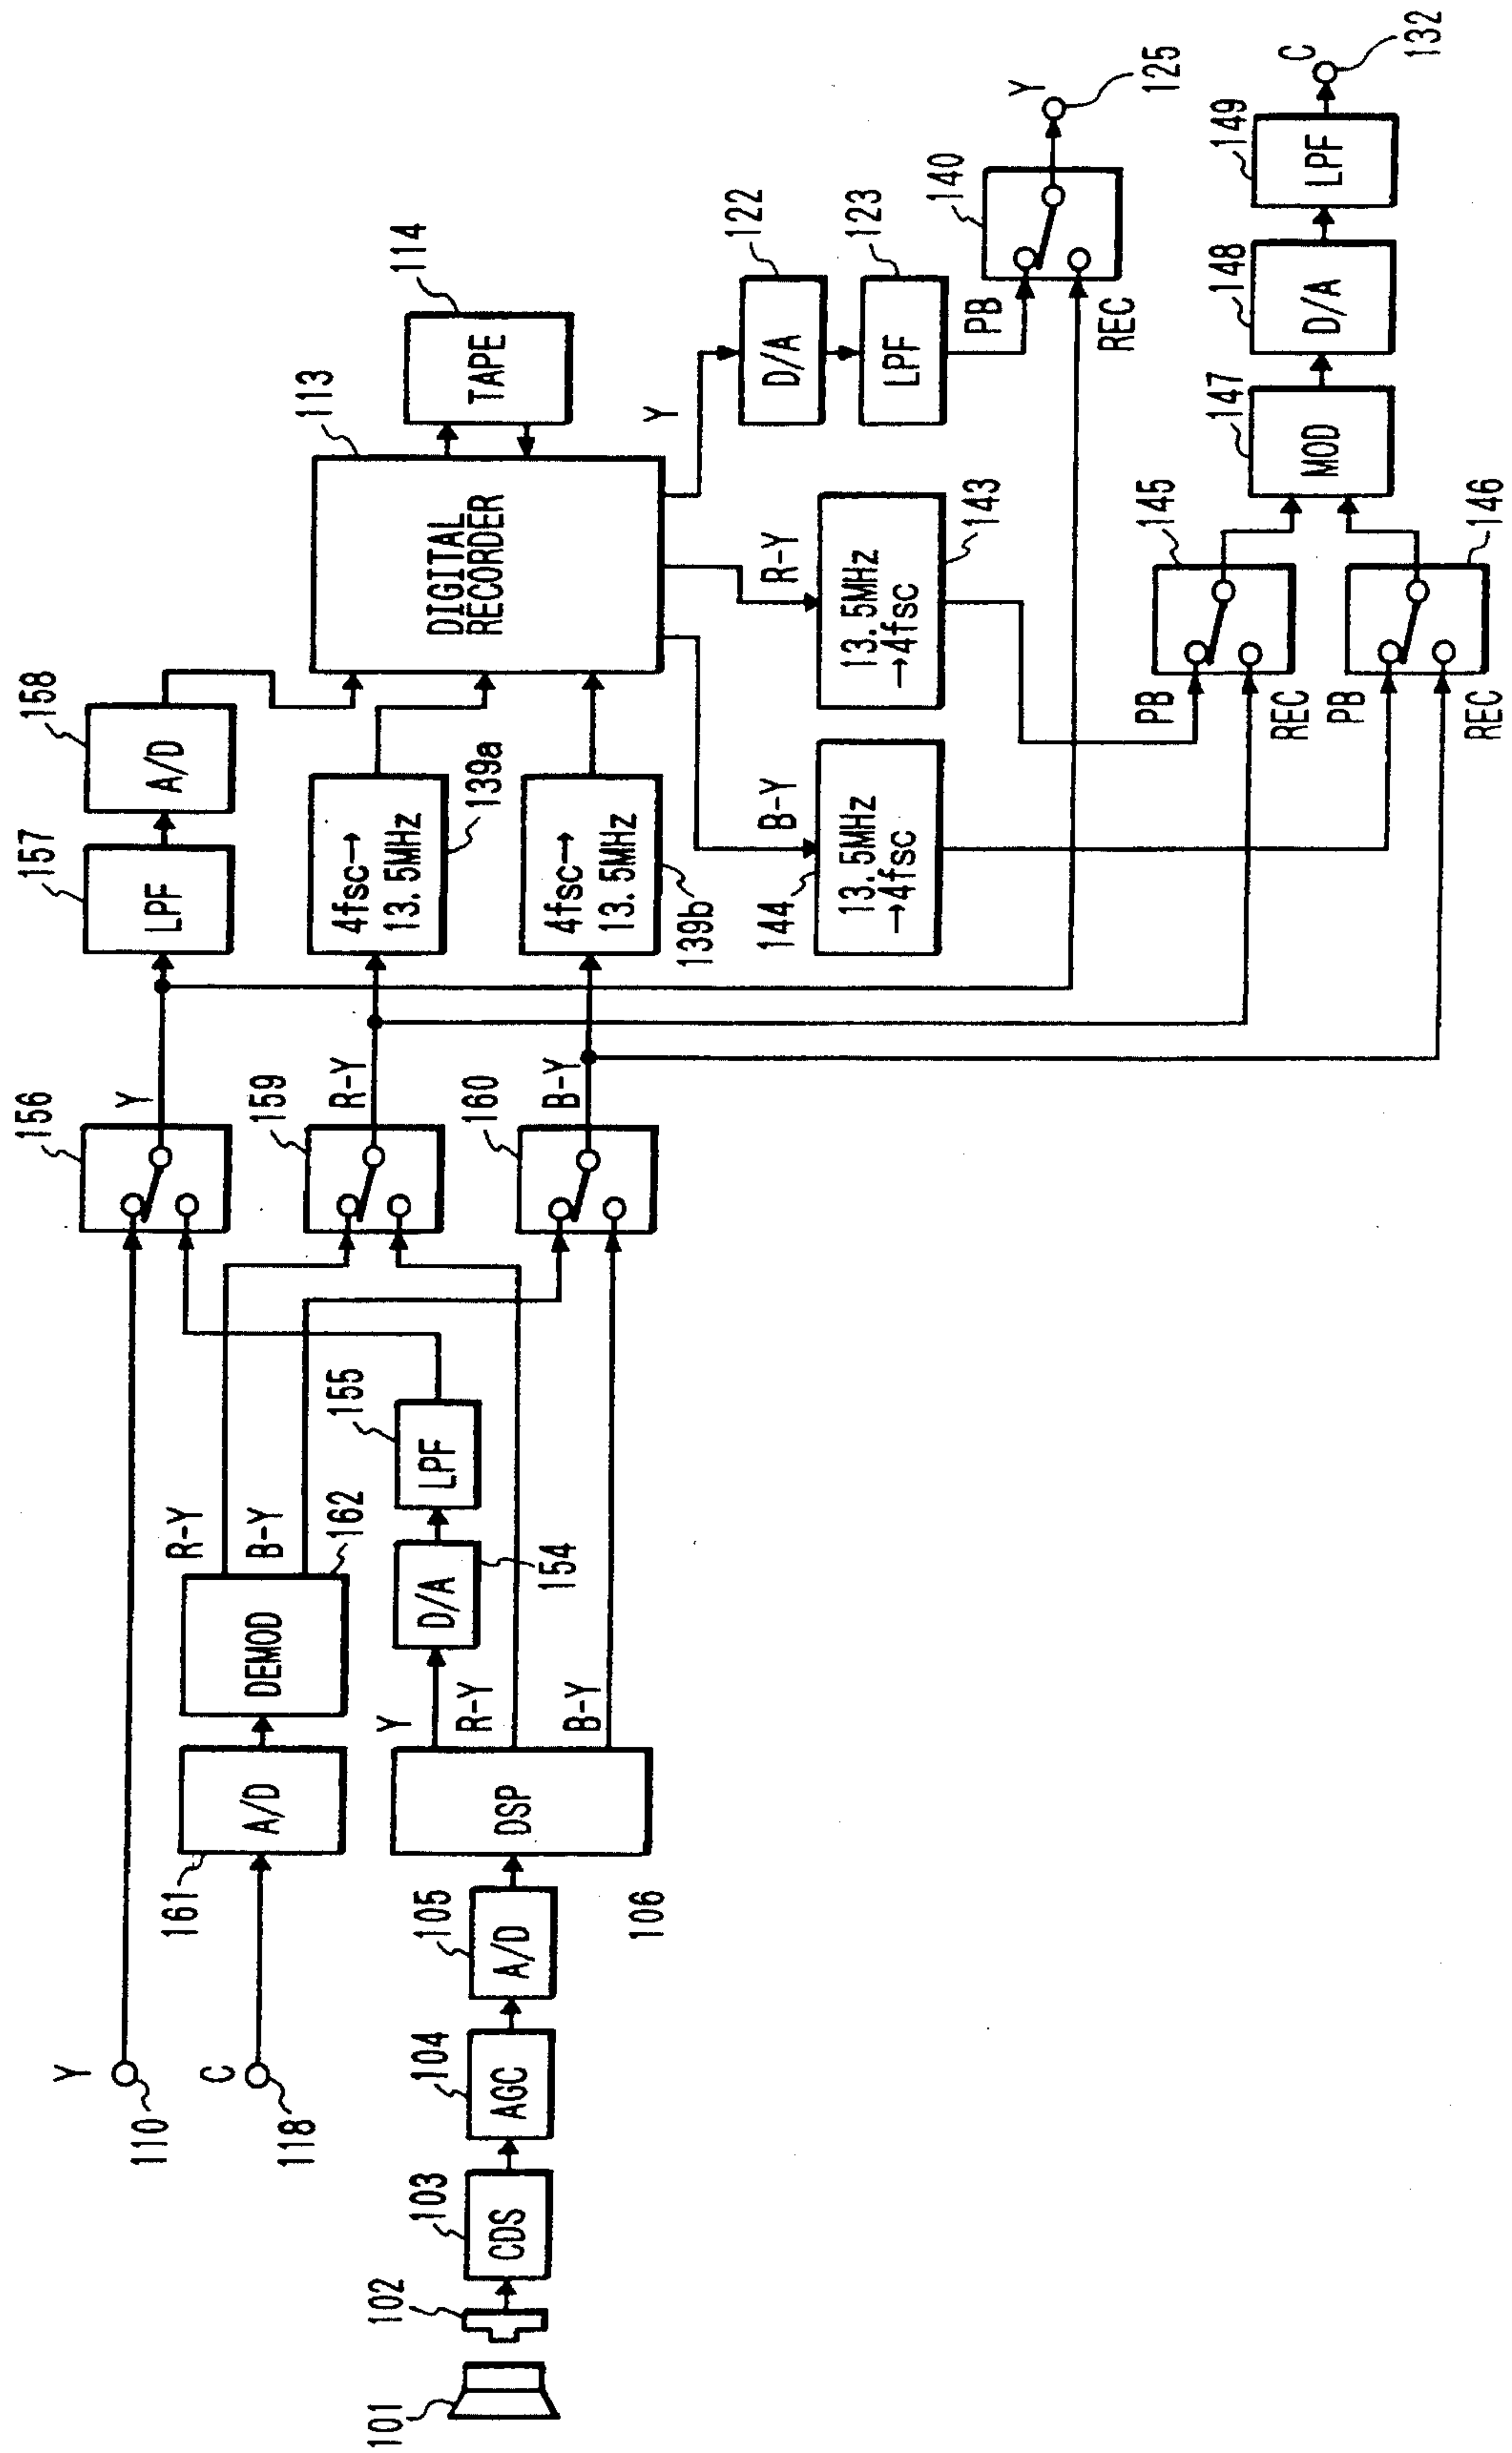 101
102
103
CDS
104
AGC
105
A/D
106
DSP
Y
R-Y
B-Y
110
Y
118
C
161
A/D
DEMOD
162
R-Y
B-Y
D/A
154
155
LPF
156
Y
159
R-Y
160
B-Y
157
LPF
158
A/D
4fsc→
13.5MHz
139a
4fsc→
13.5MHz
139b
113
DIGITAL
RECORDER
114
TAPE
Y
R-Y
B-Y
122
D/A
123
LPF
143
13.5MHz
→4fsc
144
13.5MHz
→4fsc
140
PB
REC
Y
125
145
PB
REC
146
PB
REC
147
MOD
148
D/A
149
LPF
C
132